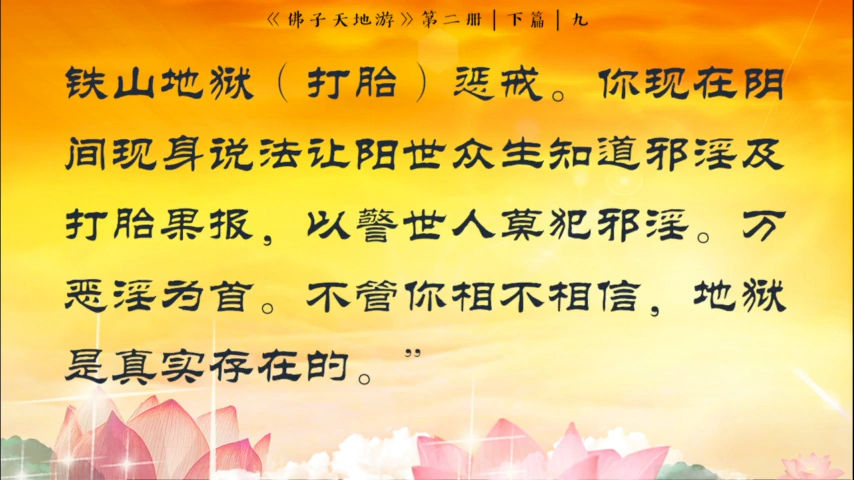 《佛子天地游》第二册|下篇|九
铁山地狱（打胎）惩戒。你现在阴
间现身说法让阳世众生知道邪淫及
打胎果报，以警世人莫犯邪淫。万
恶淫为首。不管你相不相信，地狱
是真实存在的。”